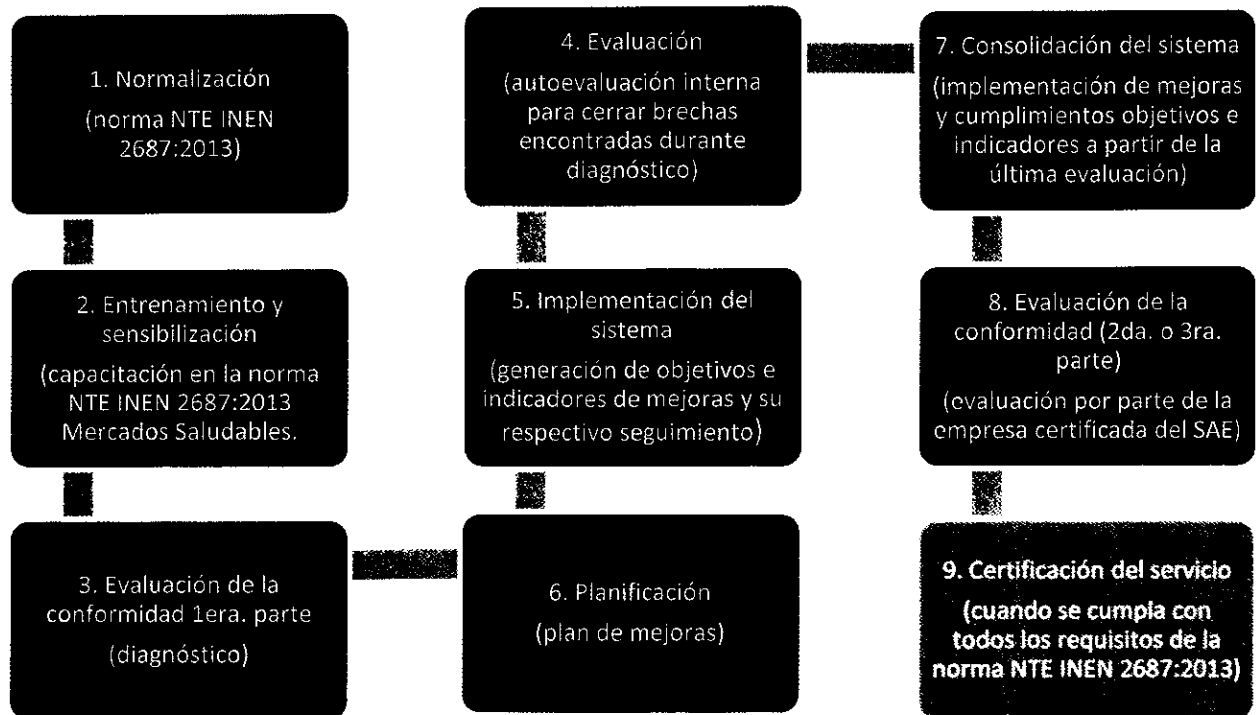 1. Normalización
(norma NTE INEN
2687:2013)
2. Entrenamiento y
sensibilización
(capacitación en la norma
NTE INEN 2687:2013
Mercados Saludables.
3. Evaluación de la
conformidad 1era. parte
(diagnóstico)
4. Evaluación
(autoevaluación interna
para cerrar brechas
encontradas durante
diagnóstico)
5. Implementación del
sistema
(generación de objetivos e
indicadores de mejoras y su
respectivo seguimiento)
6. Planificación
(plan de mejoras)
7. Consolidación del sistema
(implementación de mejoras
y cumplimientos objetivos e
indicadores a partir de la
última evaluación)
8. Evaluación de la
conformidad (2da. o 3ra.
parte)
(evaluación por parte de la
empresa certificada del SAE)
9. Certificación del servicio
(cuando se cumpla con
todos los requisitos de la
norma NTE INEN 2687:2013)